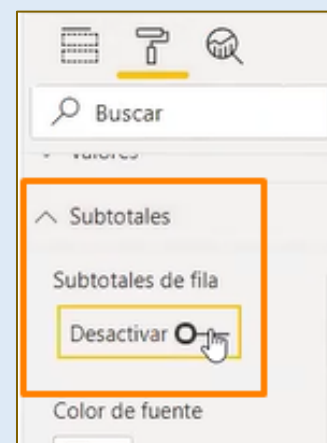 Buscar
Valores
Subtotales
Subtotales de fila
Desactivar
Color de fuente